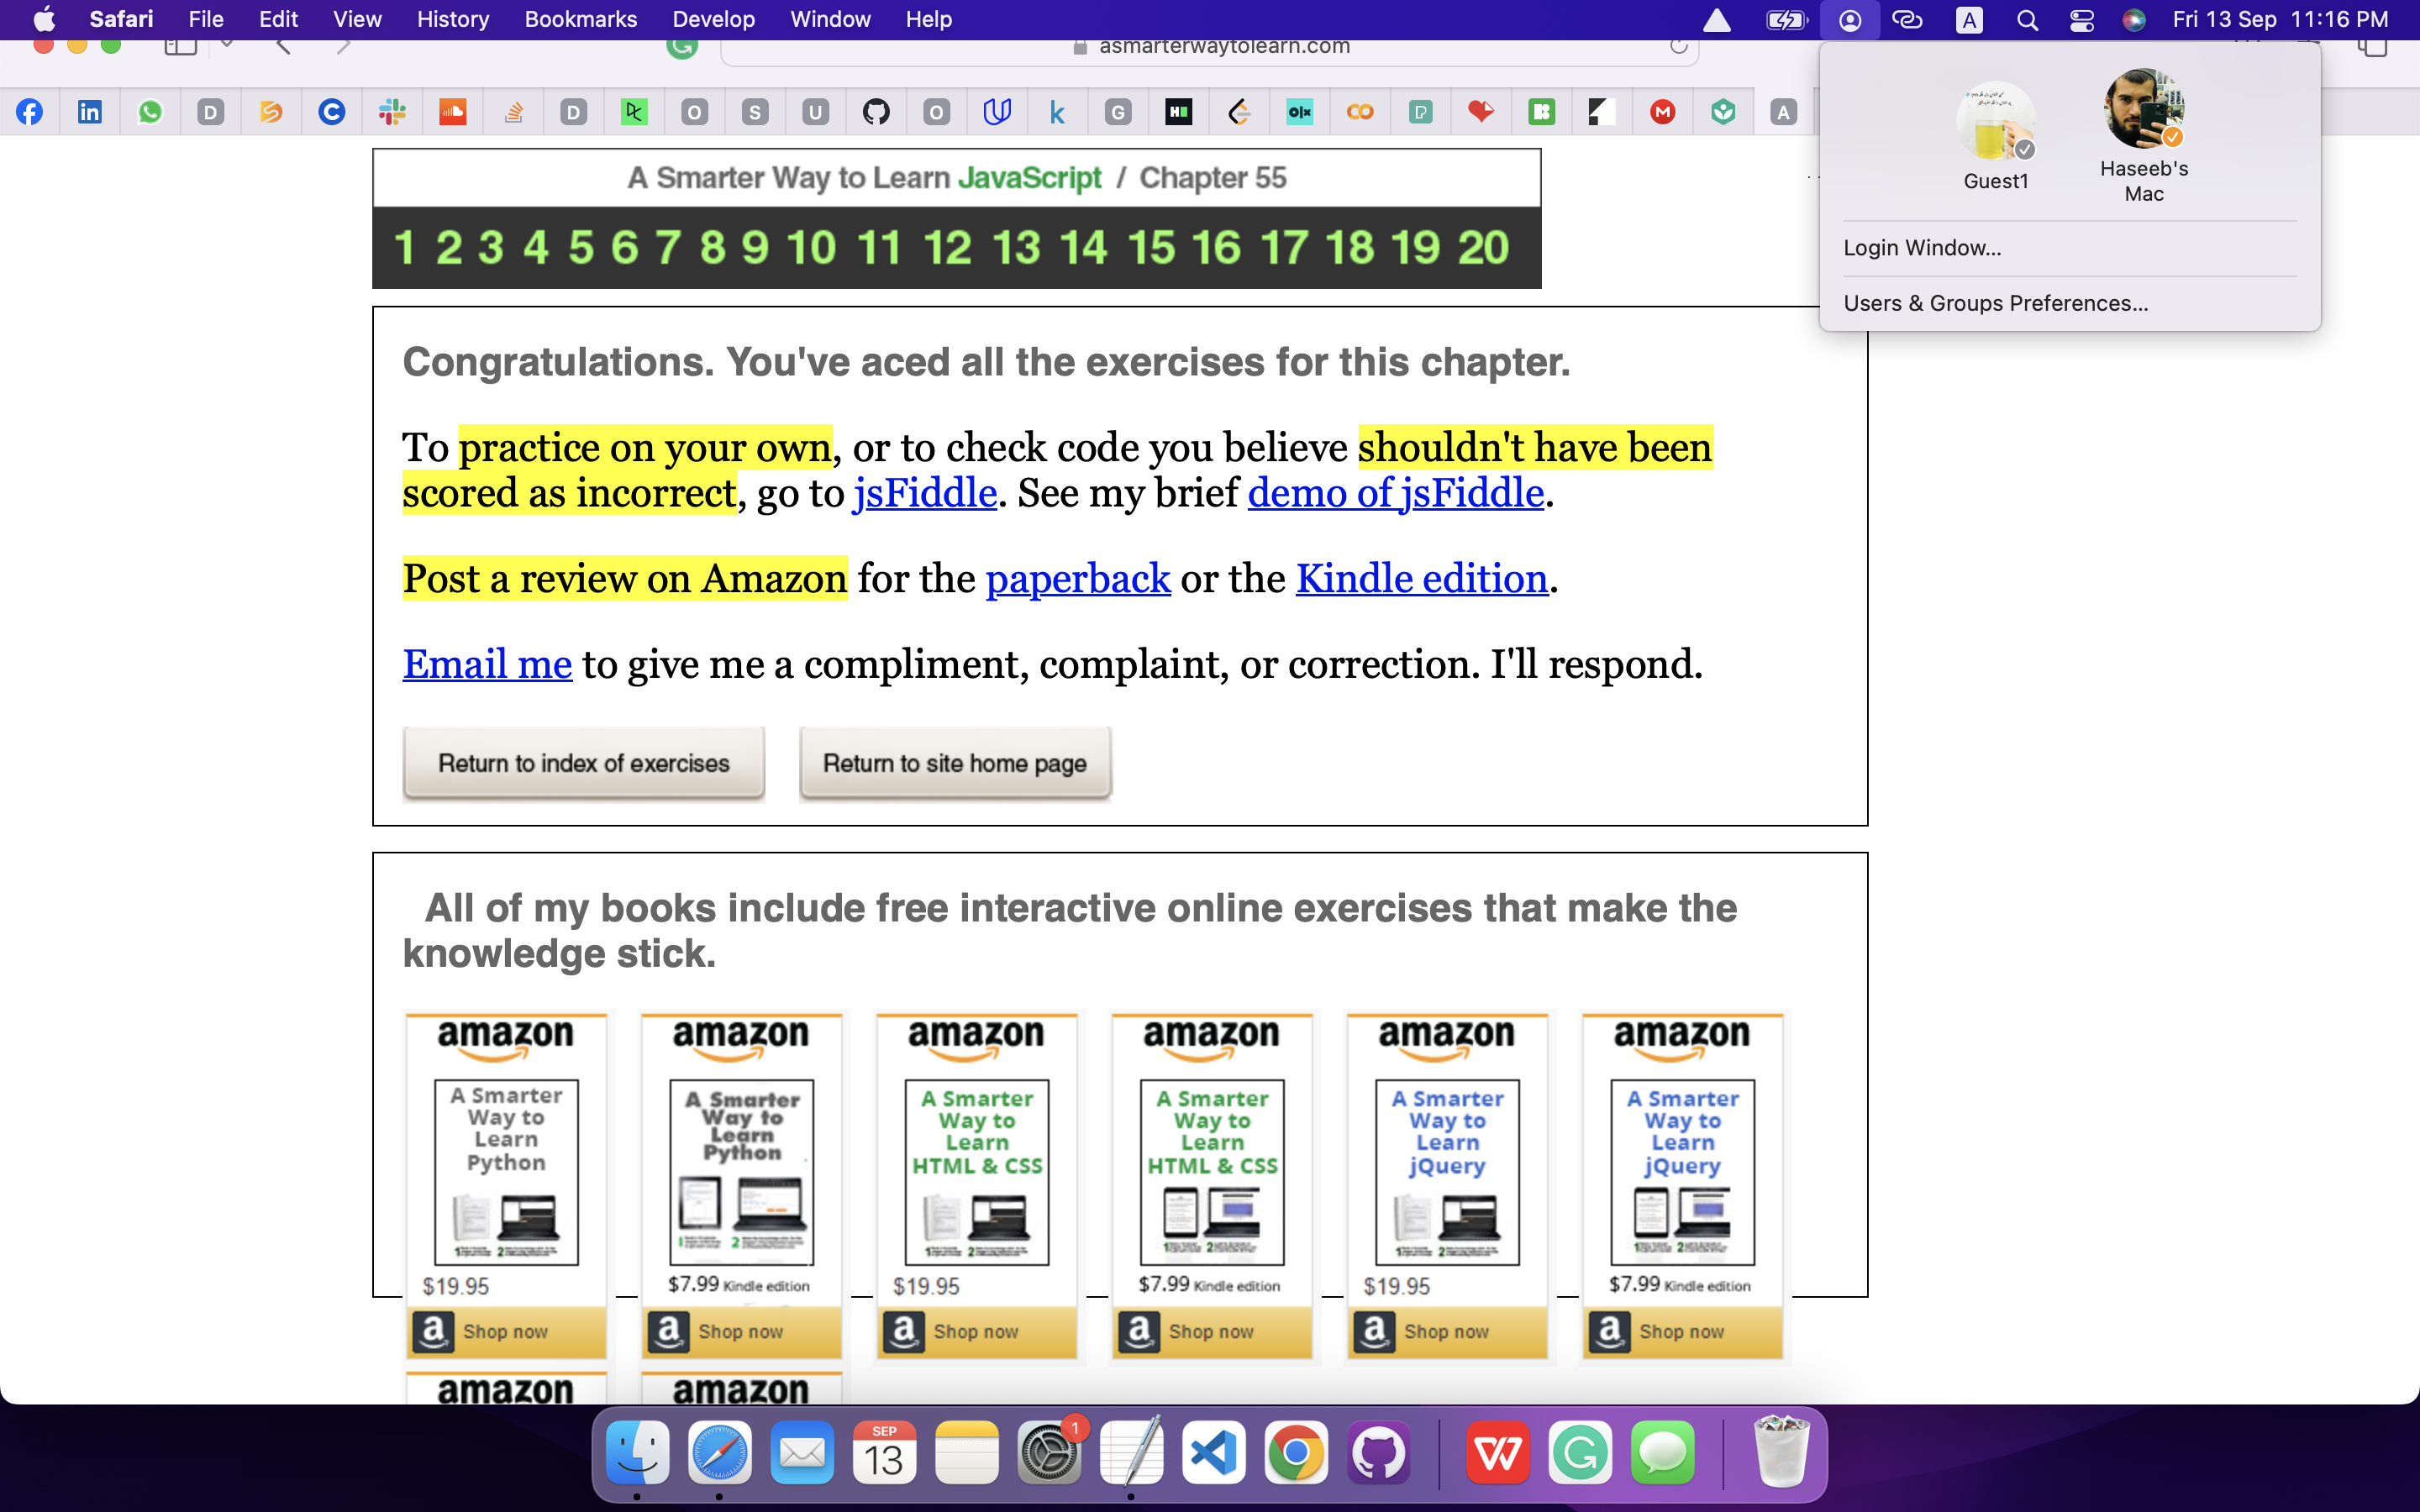 Safari File Edit View History Bookmarks Develop Window Help
A
Fri 13 Sep 11:16 PM
asmarterwaytolearn.com
Guest1
Haseeb's
Mac
Login Window...
Users & Groups Preferences...
A Smarter Way to Learn JavaScript / Chapter 55
1 2 3 4 5 6 7 8 9 10 11 12 13 14 15 16 17 18 19 20
Congratulations. You've aced all the exercises for this chapter.
To practice on your own, or to check code you believe shouldn't have been
scored as incorrect, go to jsFiddle. See my brief demo of jsFiddle.
Post a review on Amazon for the paperback or the Kindle edition.
Email me to give me a compliment, complaint, or correction. I'll respond.
Return to index of exercises
Return to site home page
All of my books include free interactive online exercises that make the
knowledge stick.
amazon
A Smarter
Way to
Learn
Python
$19.95
Shop now
amazon
A Smarter
Way to
Learn
Python
$7.99 Kindle edition
Shop now
amazon
A Smarter
Way to
Learn
HTML & CSS
$19.95
Shop now
amazon
A Smarter
Way to
Learn
HTML & CSS
$7.99 Kindle edition
Shop now
amazon
A Smarter
Way to
Learn
jQuery
$19.95
Shop now
amazon
A Smarter
Way to
Learn
jQuery
$7.99 Kindle edition
Shop now
amazon
amazon
SEP
13
1